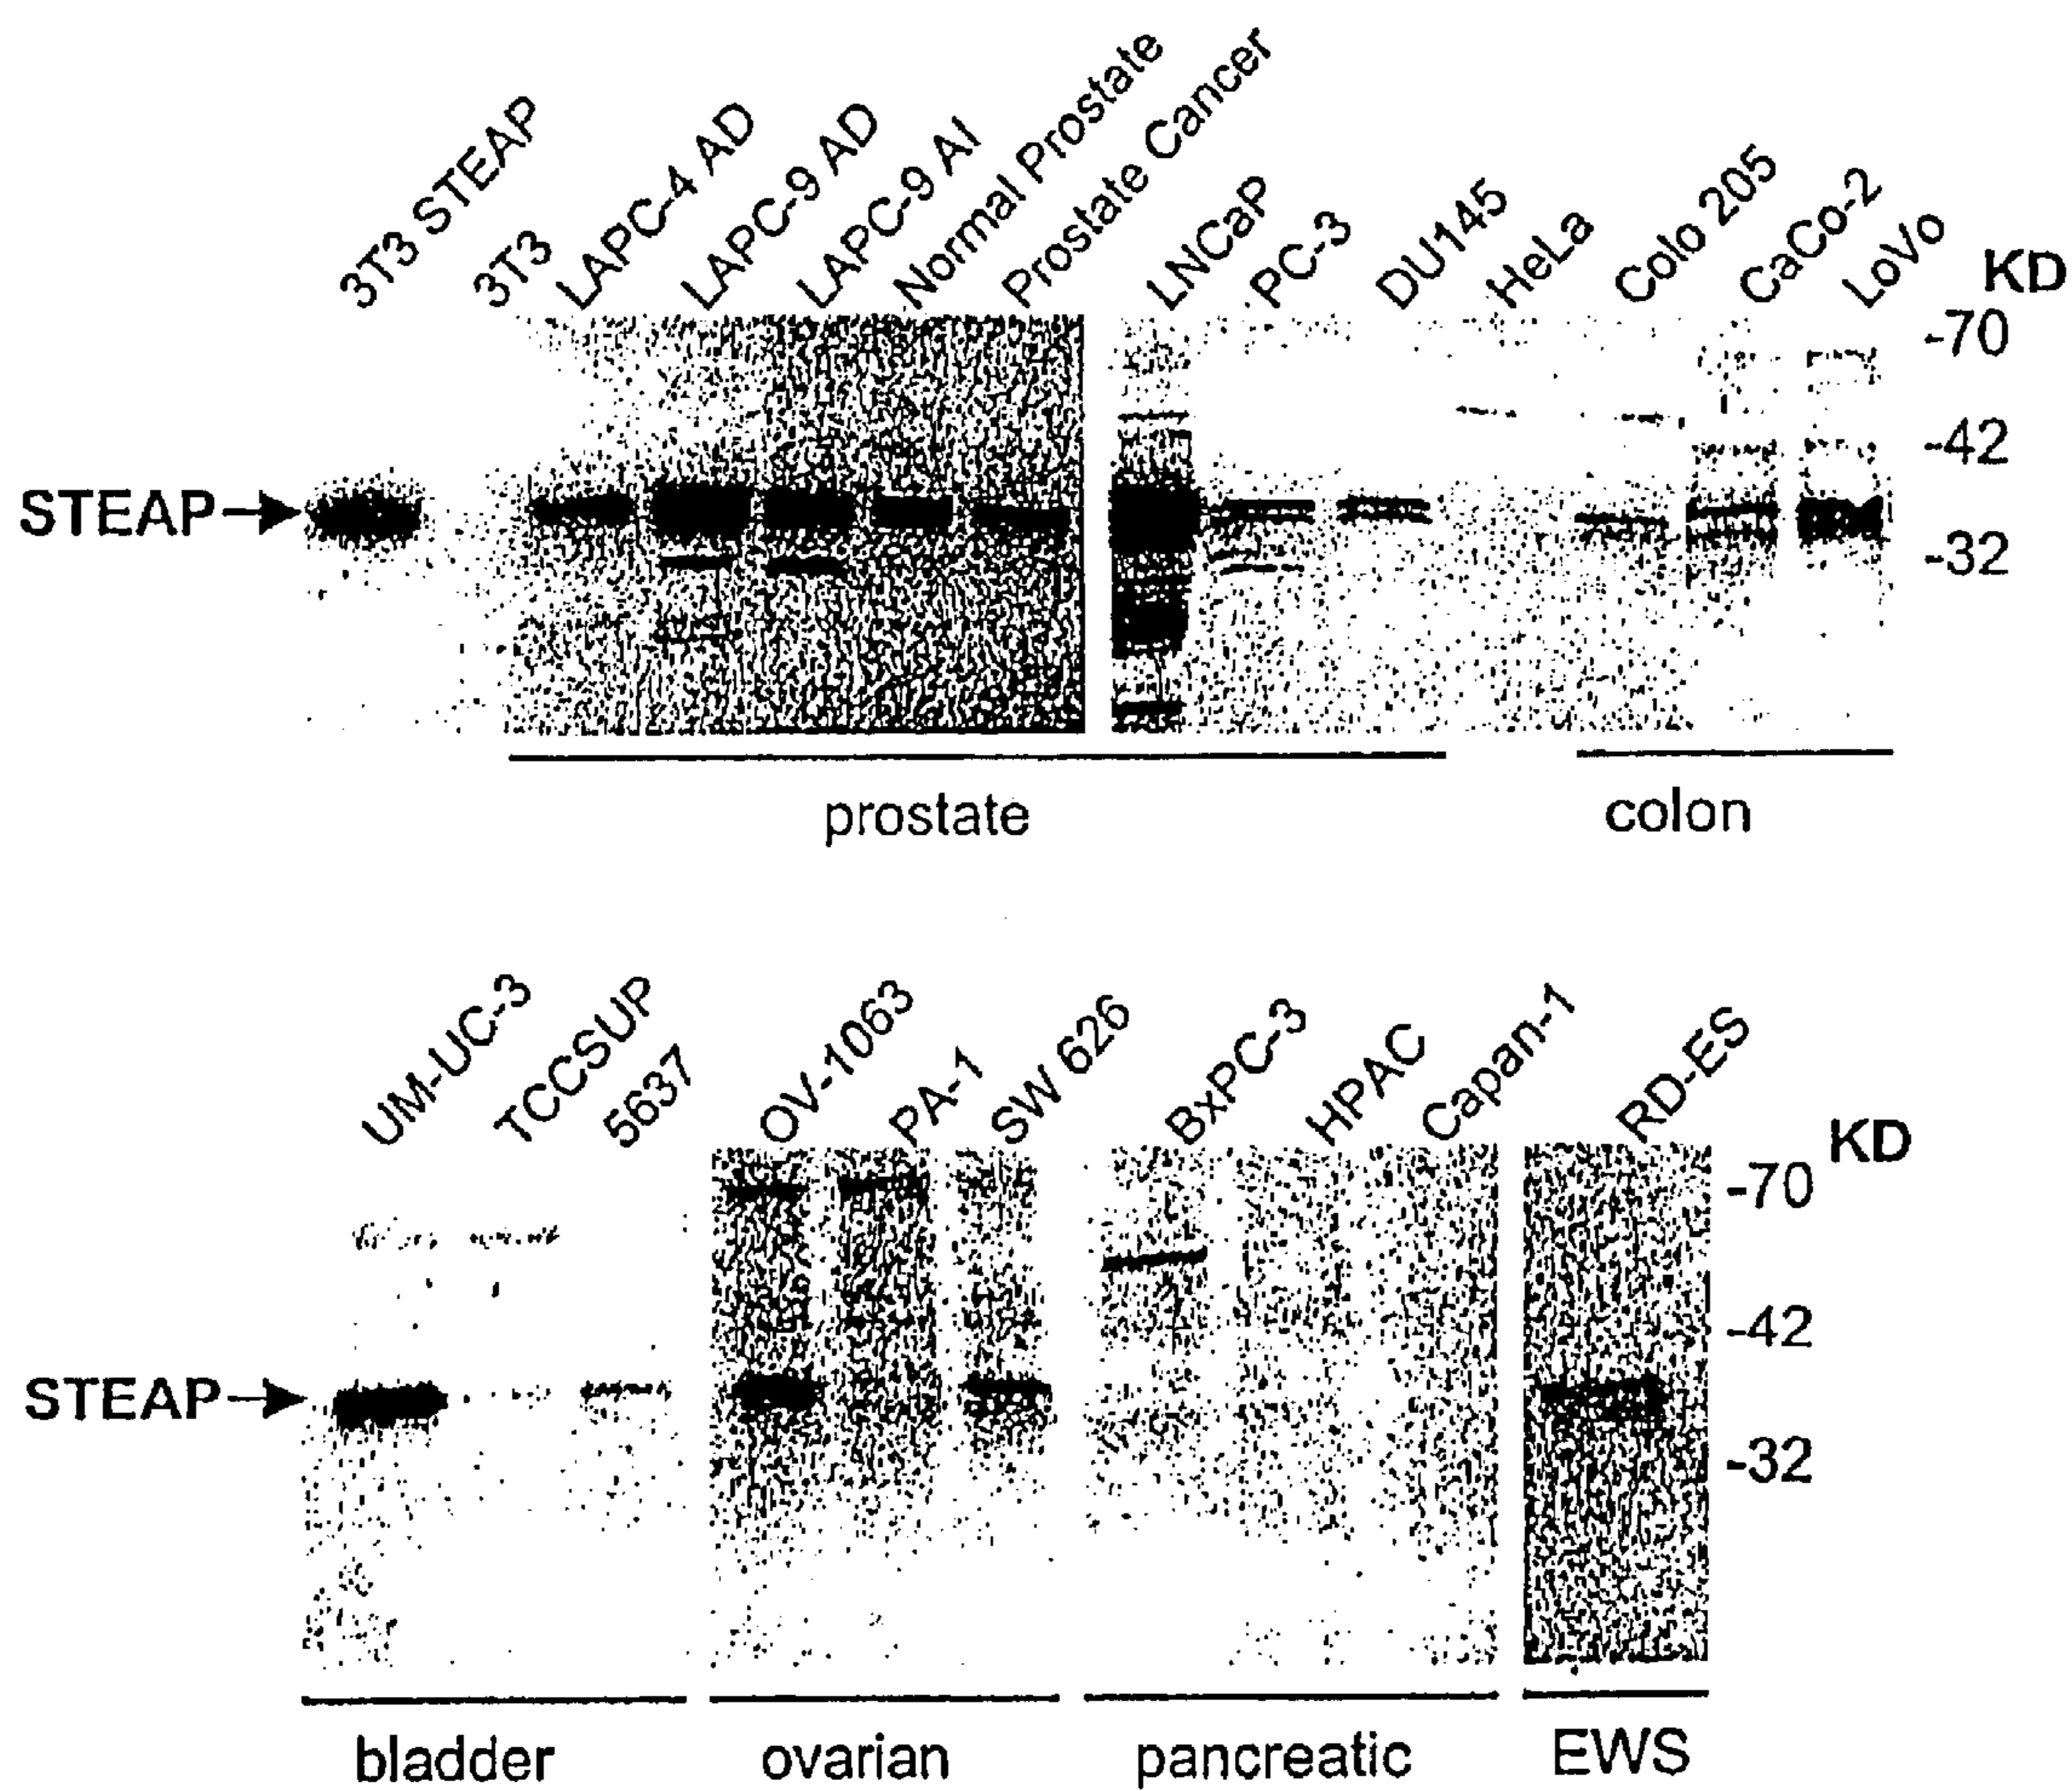 3T3 STEAP
3T3
LAPC-4 AD
LAPC-9 AD
LAPC-9 AI
Normal Prostate
Prostate Cancer
LNCaP
PC-3
DU145
HeLa
Colo 205
CaCo-2
LoVo
KD
-70
-42
STEAP
-32
prostate
colon
UM-UC-3
TCCSUP
5637
OV-1063
PA-1
SW 626
BxPC-3
HPAC
Capan-1
RD-ES
KD
-70
-42
STEAP
-32
bladder
ovarian
pancreatic
EWS